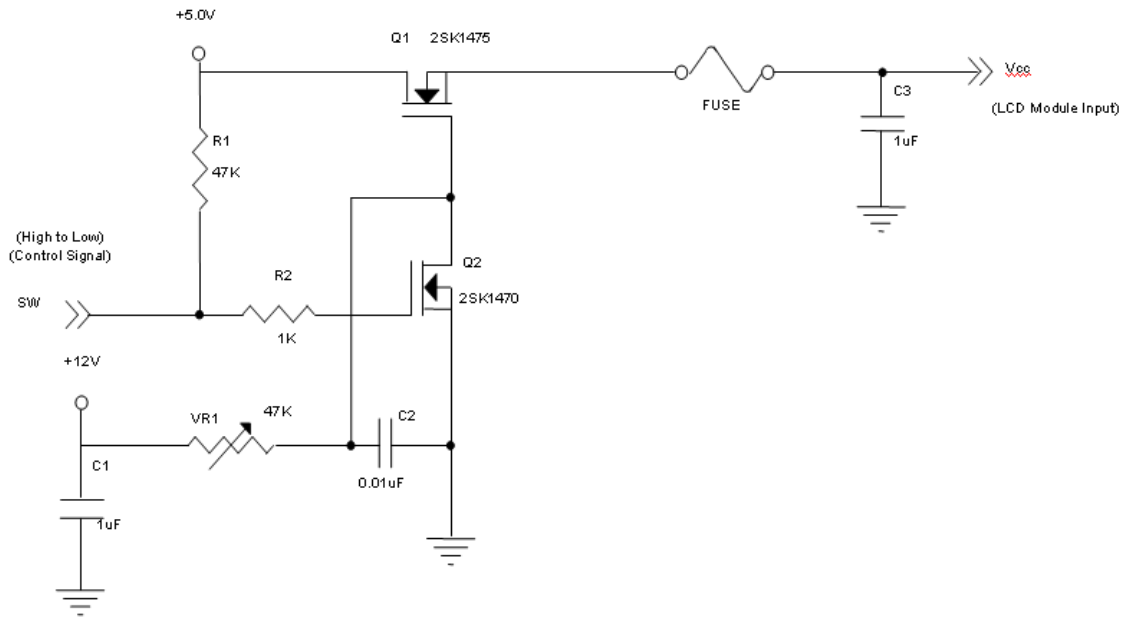 +5.0V
Q1 2SK1475
Vcc
C3
FUSE
(LCD Module Input)
R1
1uF
47K
(High to Low)
(Control Signal)
R2
Q2
SW
2SK1470
1K
+12V
VR1
47K
C2
C1
0.01uF
1uF